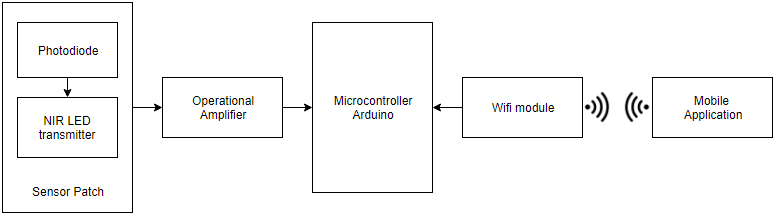 Photodiode
NIR LED
transmitter
Sensor Patch
Operational
Amplifier
Microcontroller
Arduino
Wifi module
Mobile
Application